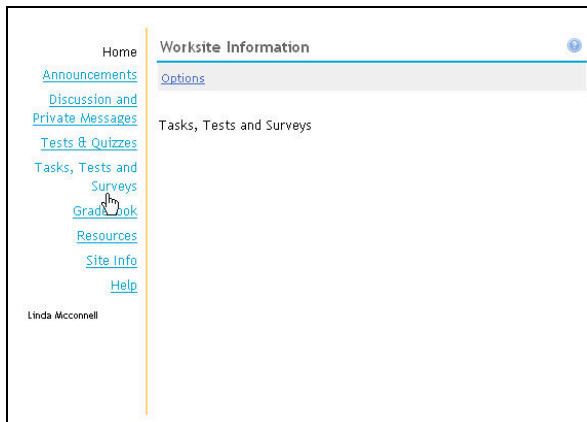 Home
Announcements
Discussion and
Private Messages
Tests & Quizzes
Tasks, Tests and
Surveys
Gradebook
Resources
Site Info
Help
Linda Mcconnell
Worksite Information
Options
Tasks, Tests and Surveys